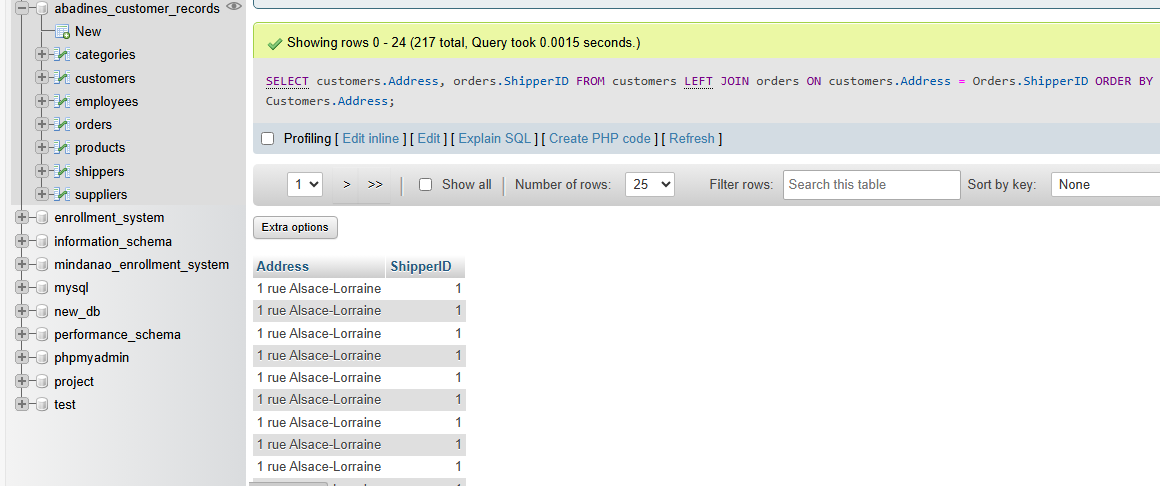 abadines_customer_records
New
categories
customers
employees
orders
products
shippers
suppliers
enrollment_system
information_schema
mindanao_enrollment_system
mysql
new_db
performance_schema
phpmyadmin
project
test
Showing rows 0 - 24 (217 total, Query took 0.0015 seconds.)
SELECT customers.Address, orders.ShipperID FROM customers LEFT JOIN orders ON customers.Address = Orders.ShipperID ORDER BY
Customers.Address;
Profiling [ Edit inline ] [ Edit ] [ Explain SQL ] [ Create PHP code ] [ Refresh ]
1 > >> | Show all | Number of rows: 25 Filter rows: Search this table Sort by key: None
Extra options
Address ShipperID
1 rue Alsace-Lorraine 1
1 rue Alsace-Lorraine 1
1 rue Alsace-Lorraine 1
1 rue Alsace-Lorraine 1
1 rue Alsace-Lorraine 1
1 rue Alsace-Lorraine 1
1 rue Alsace-Lorraine 1
1 rue Alsace-Lorraine 1
1 rue Alsace-Lorraine 1